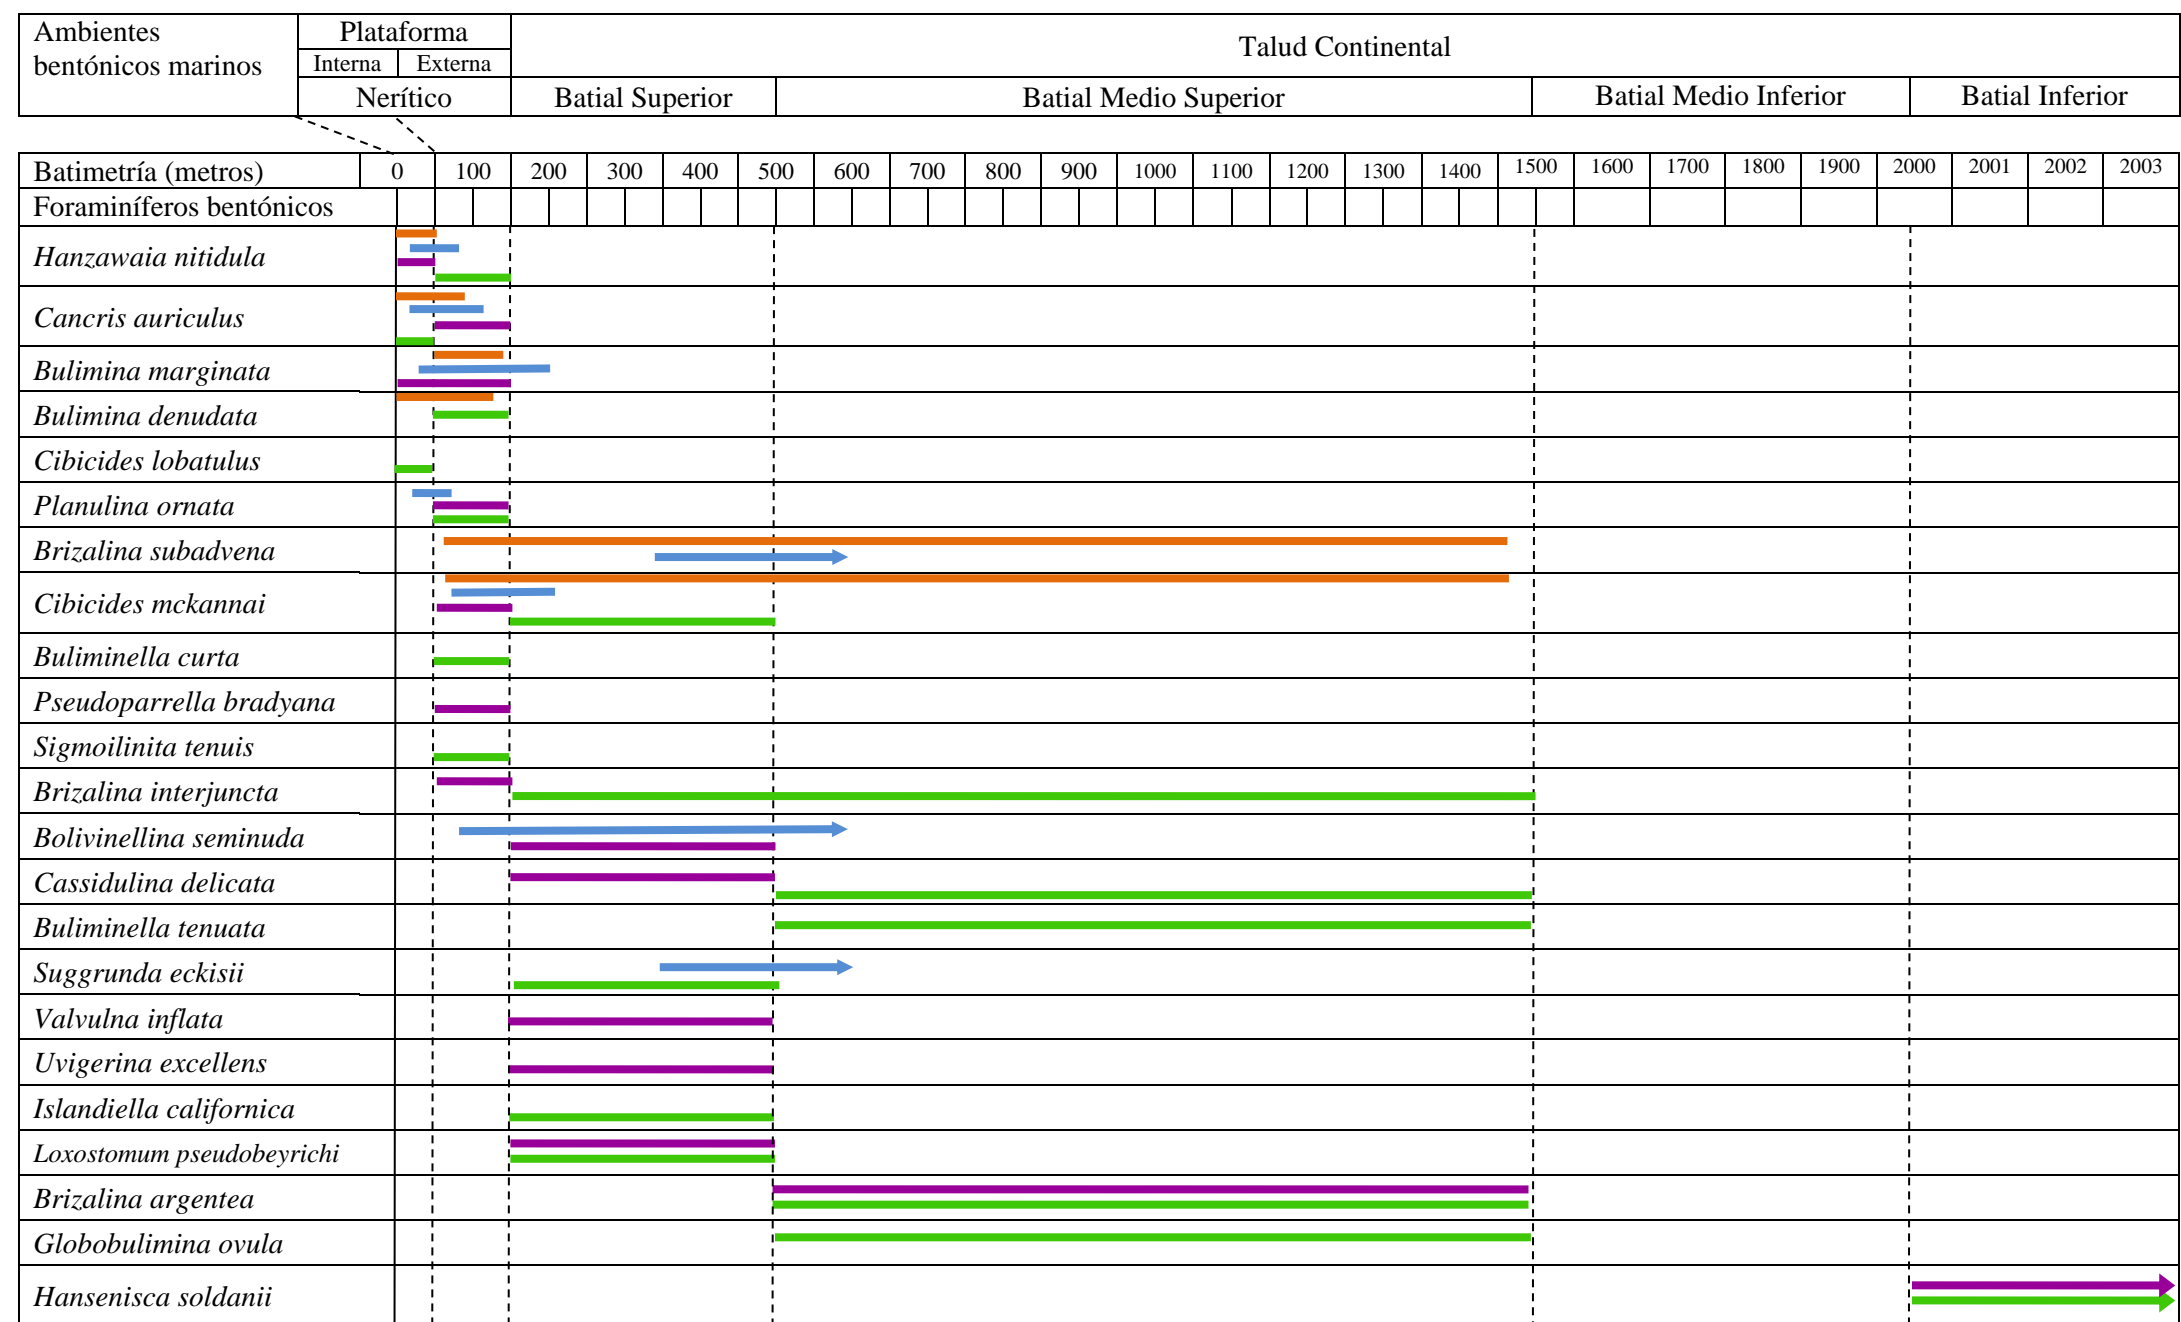 Ambientes
bentónicos marinos
Plataforma
Talud Continental
Interna Externa
Nerítico Batial Superior Batial Medio Superior Batial Medio Inferior Batial Inferior
Batimetría (metros) 0 100 200 300 400 500 600 700 800 900 1000 1100 1200 1300 1400 1500 1600 1700 1800 1900 2000 2001 2002 2003
Foraminíferos bentónicos
Hanzawaia nitidula
Cancris auriculus
Bulimina marginata
Bulimina denudata
Cibicides lobatulus
Planulina ornata
Brizalina subadvena
Cibicides mckannai
Buliminella curta
Pseudoparrella bradyana
Sigmoilinita tenuis
Brizalina interjuncta
Bolivinellina seminuda
Cassidulina delicata
Buliminella tenuata
Suggrunda eckisii
Valvulna inflata
Uvigerina excellens
Islandiella californica
Loxostomum pseudobeyrichi
Brizalina argentea
Globobulimina ovula
Hansenisca soldanii